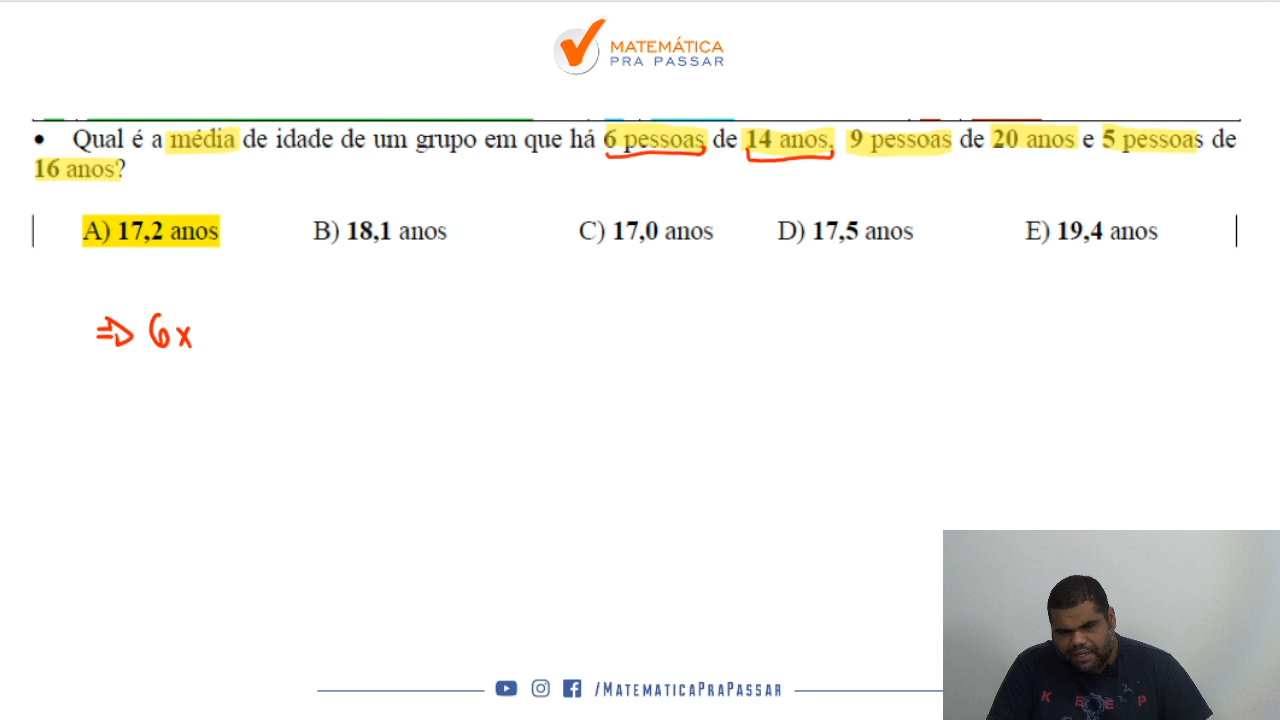 MATEMÁTICA
PRA PASSAR
• Qual é a média de idade de um grupo em que há 6 pessoas de 14 anos, 9 pessoas de 20 anos e 5 pessoas de
16 anos?
A) 17,2 anos B) 18,1 anos C) 17,0 anos D) 17,5 anos E) 19,4 anos
⇒ 6x
K E E P
/MATEMATICAPRAPASSAR